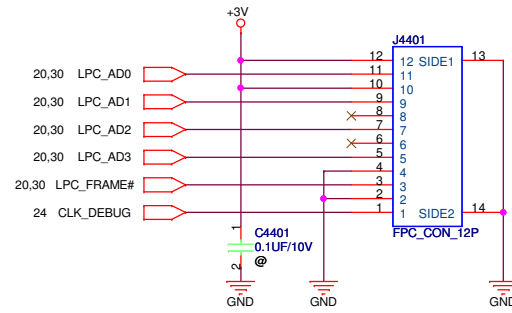 +3V
J4401
12 12 SIDE1 13
20,30 LPC_AD0 11 11
10 10
20,30 LPC_AD1 9 9
8 8
20,30 LPC_AD2 7 7
6 6
20,30 LPC_AD3 5 5
4 4
20,30 LPC_FRAME# 3 3
2 2
24 CLK_DEBUG 1 1 SIDE2 14
FPC_CON_12P
1 C4401
0.1UF/10V
2 @
GND GND GND